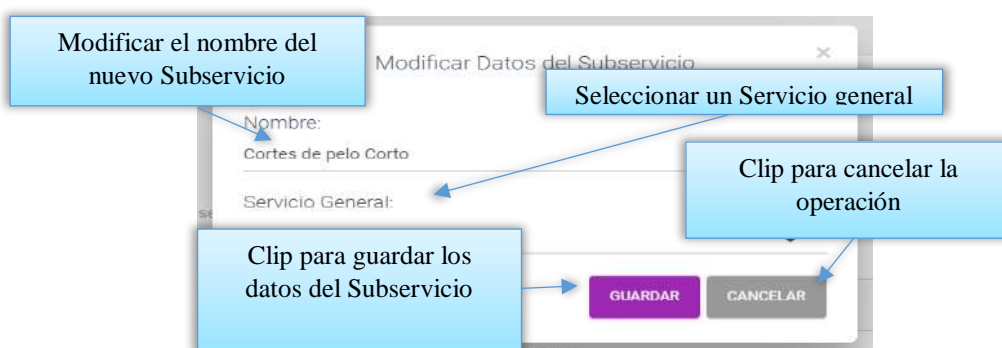 Modificar el nombre del
nuevo Subservicio
Modificar Datos del Subservicio
×
Seleccionar un Servicio general
Nombre:
Cortes de pelo Corto
Clip para cancelar la
operación
Servicio General:
Clip para guardar los
datos del Subservicio
GUARDAR
CANCELAR